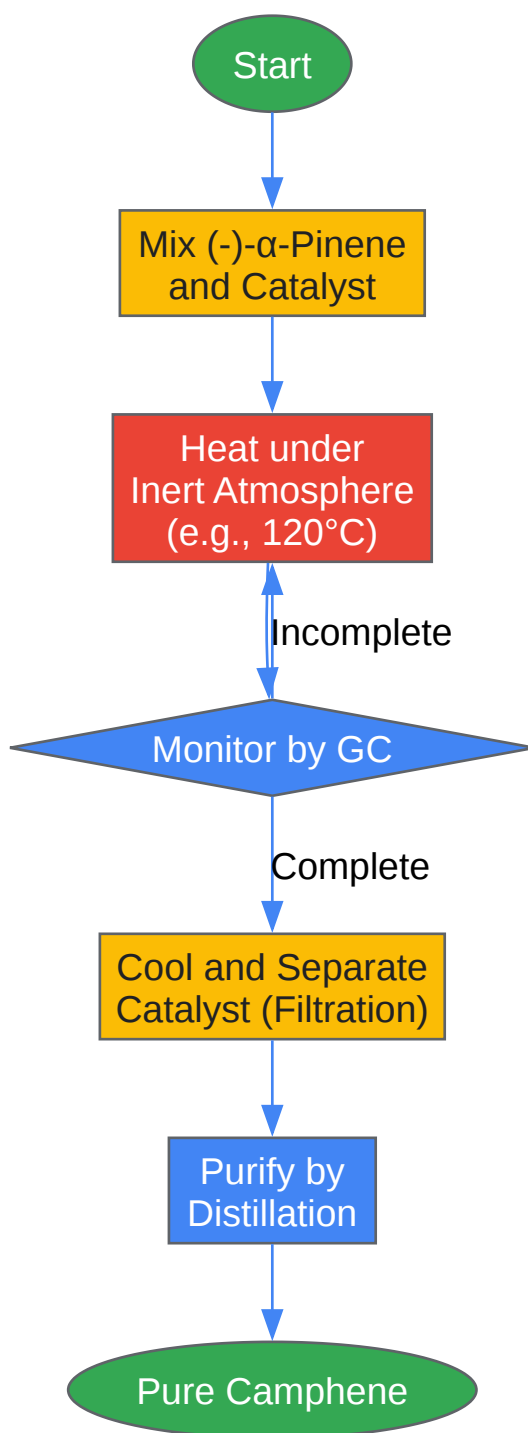 Start
Mix (-)-α-Pinene
and Catalyst
Heat under
Inert Atmosphere
(e.g., 120°C)
Incomplete
Monitor by GC
Complete
Cool and Separate
Catalyst (Filtration)
Purify by
Distillation
Pure Camphene